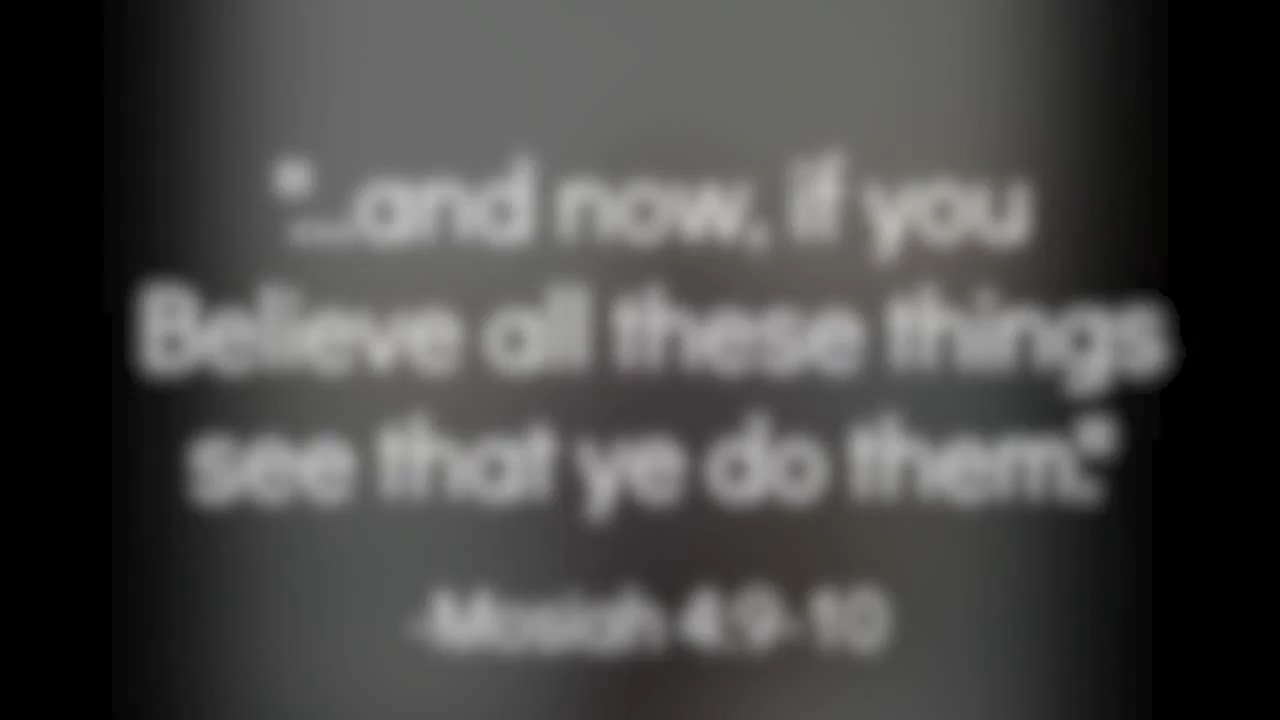 "...and now, if you
Believe all these things
see that ye do them."
-Mosiah 4:9-10